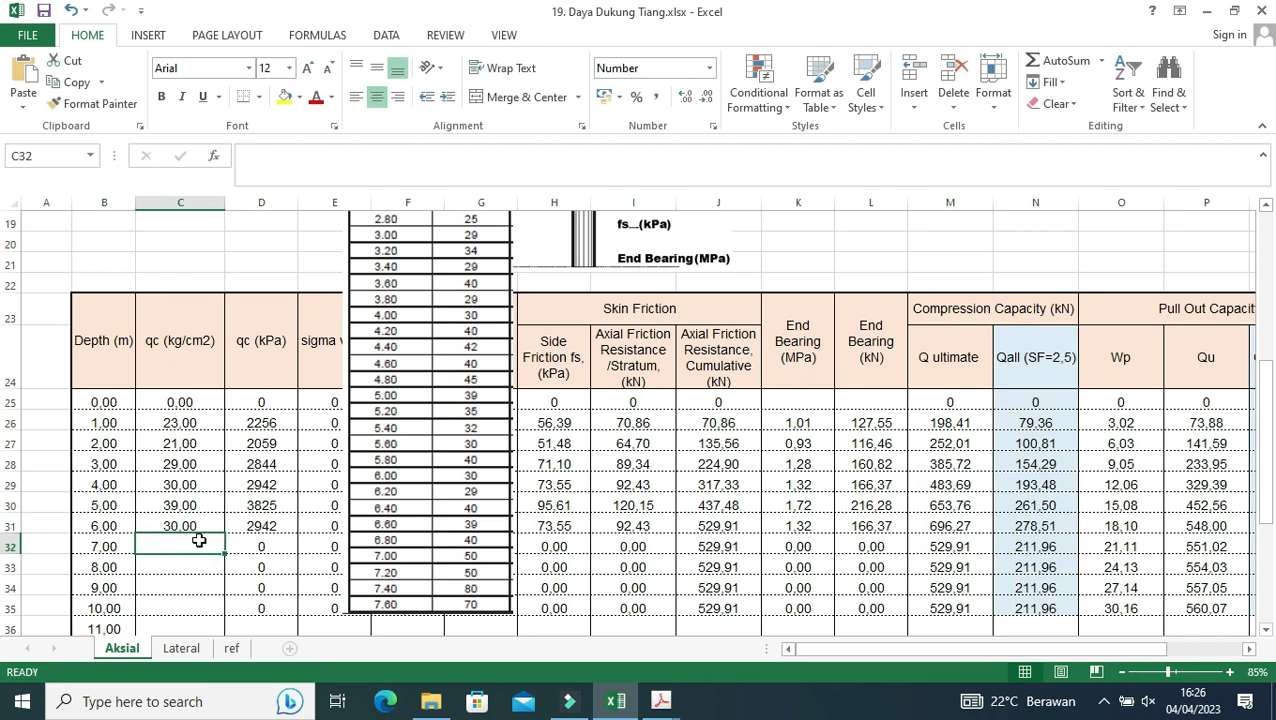 19. Daya Dukung Tiang.xlsx - Excel
FILE HOME INSERT PAGE LAYOUT FORMULAS DATA REVIEW VIEW Sign in
Paste Cut Copy Format Painter
Arial 12
B I U A
Wrap Text
Merge & Center
Number
% ,
Conditional Formatting Format as Table Cell Styles
Insert Delete Format
AutoSum Fill Clear
Sort & Filter Find & Select
Clipboard Font Alignment Number Styles Cells Editing
C32 fx
A B C D E F G H I J K L M N O P
19 2.80 25 fs...(kPa)
3.00 29
20 3.20 34
21 3.40 29 End Bearing(MPa)
22 3.60 40
3.80 29
23 Depth (m) qc (kg/cm2) qc (kPa) sigma v Skin Friction End Bearing (MPa) End Bearing (kN) Compression Capacity (kN) Pull Out Capacit
4.00 30
4.20 40
4.40 42
4.60 40
24 Side Friction fs, (kPa) Axial Friction Resistance /Stratum, (kN) Axial Friction Resistance, Cumulative (kN) Q ultimate Qall (SF=2,5) Wp Qu
4.80 45
5.00 39
5.20 35
5.40 32
5.60 30
5.80 40
6.00 30
6.20 29
6.40 40
6.60 39
6.80 40
7.00 50
7.20 50
7.40 80
7.60 70
25 0,00 0,00 0 0 0 0 0 0 0 0 0
26 1,00 23,00 2256 0 56,39 70,86 70,86 1,01 127,55 198,41 79,36 3,02 73,88
27 2,00 21,00 2059 0 51,48 64,70 135,56 0,93 116,46 252,01 100,81 6,03 141,59
28 3,00 29,00 2844 0 71,10 89,34 224,90 1,28 160,82 385,72 154,29 9,05 233,95
29 4,00 30,00 2942 0 73,55 92,43 317,33 1,32 166,37 483,69 193,48 12,06 329,39
30 5,00 39,00 3825 0 95,61 120,15 437,48 1,72 216,28 653,76 261,50 15,08 452,56
31 6,00 30,00 2942 0 73,55 92,43 529,91 1,32 166,37 696,27 278,51 18,10 548,00
32 7,00 0 0 0,00 0,00 529,91 0,00 0,00 529,91 211,96 21,11 551,02
33 8,00 0 0 0,00 0,00 529,91 0,00 0,00 529,91 211,96 24,13 554,03
34 9,00 0 0 0,00 0,00 529,91 0,00 0,00 529,91 211,96 27,14 557,05
35 10,00 0 0 0,00 0,00 529,91 0,00 0,00 529,91 211,96 30,16 560,07
36 11,00
Aksial Lateral ref
READY 85%
Type here to search
22°C Berawan
16:26
04/04/2023